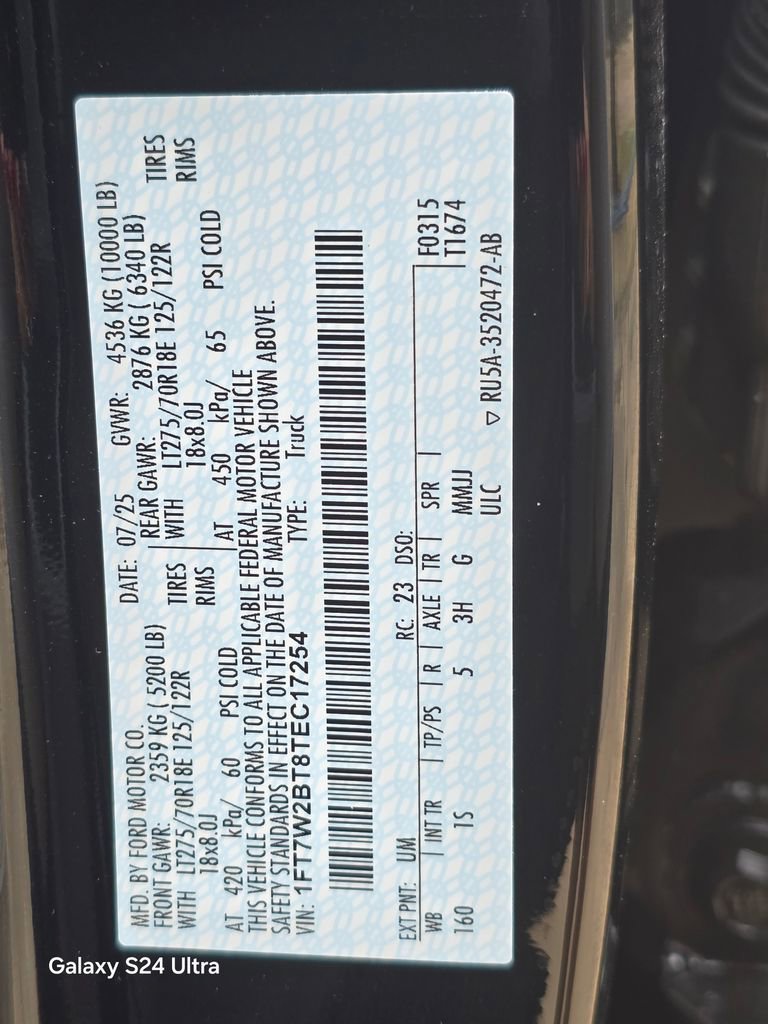 MFD. BY FORD MOTOR CO. DATE: 07/25 GVWR: 4536 KG (10000 LB)
FRONT GAWR: 2359 KG ( 5200 LB) REAR GAWR: 2876 KG ( 6340 LB)
WITH LT275/70R18E 125/122R TIRES WITH LT275/70R18E 125/122R TIRES
18x8.0J RIMS 18x8.0J RIMS
AT 420 kPa/ 60 PSI COLD AT 450 kPa/ 65 PSI COLD
THIS VEHICLE CONFORMS TO ALL APPLICABLE FEDERAL MOTOR VEHICLE
SAFETY STANDARDS IN EFFECT ON THE DATE OF MANUFACTURE SHOWN ABOVE.
VIN: 1FT7W2BT8TEC17254 TYPE: Truck
EXT PNT: UM RC: 23 DSO: F0315
WB | INT TR | TP/PS | R | AXLE | TR | SPR | T1674
160 1S 5 3H G MMJJ
ULC ▽ RU5A-3520472-AB
Galaxy S24 Ultra